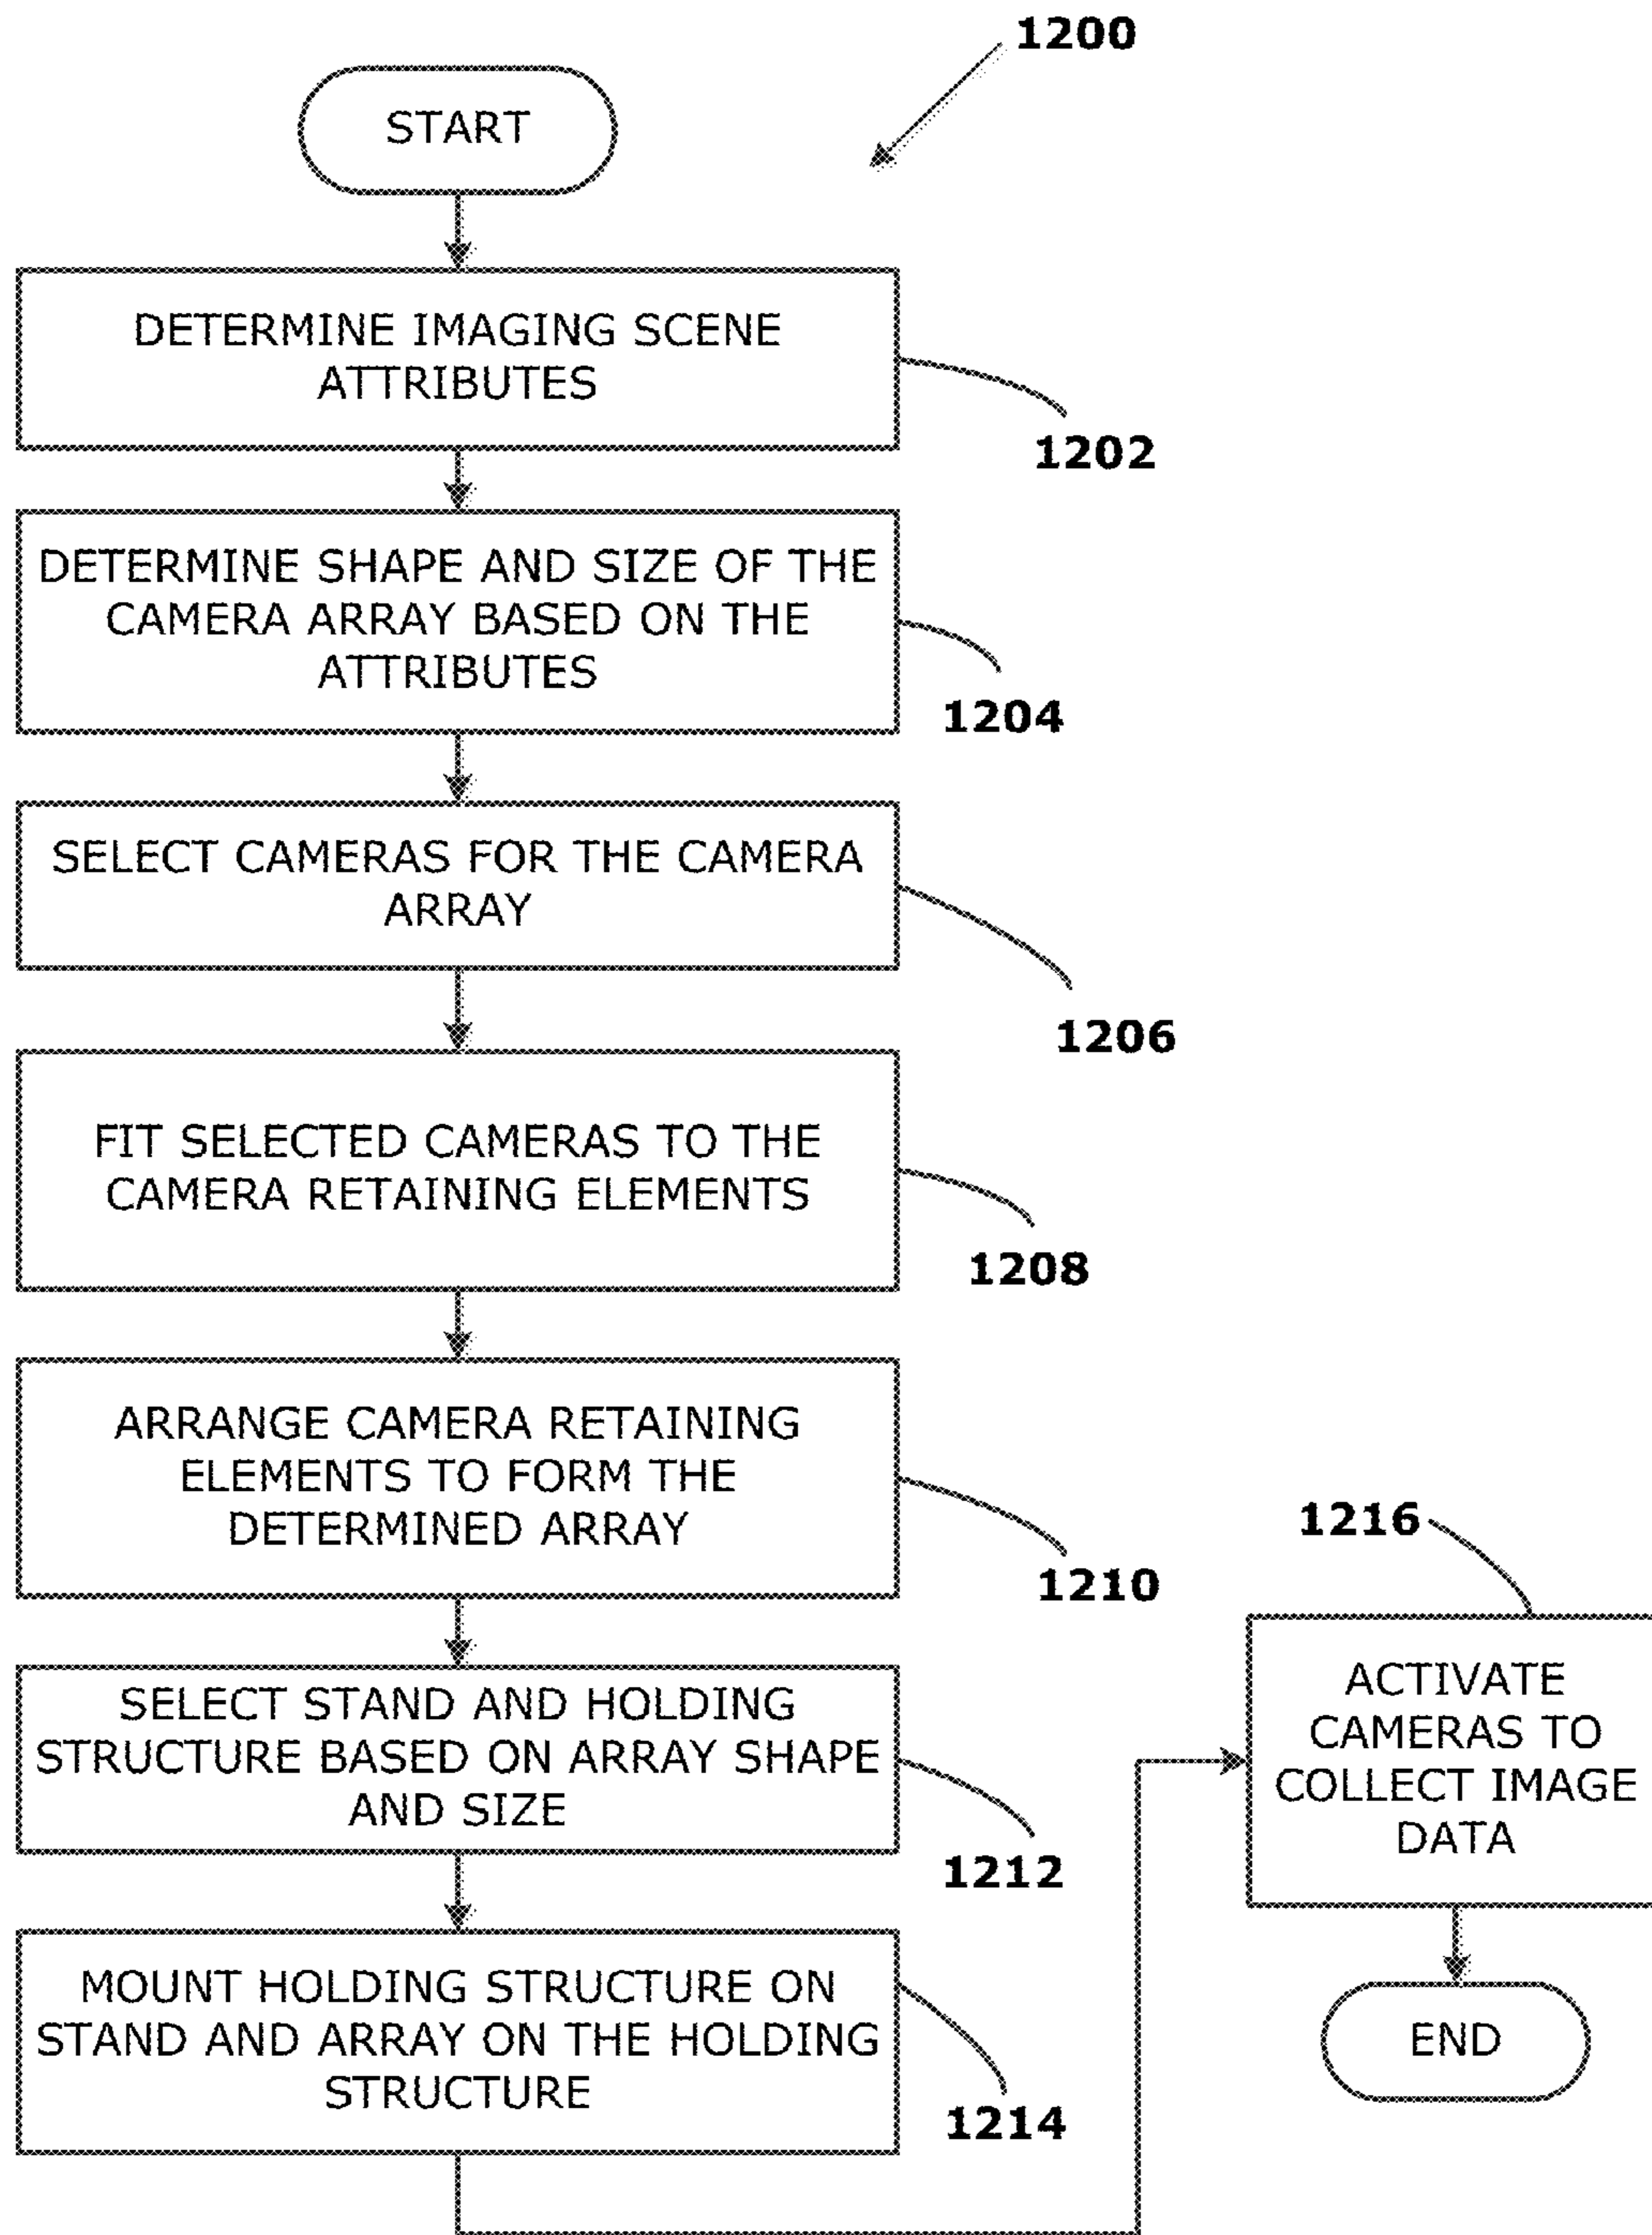 1200
START
DETERMINE IMAGING SCENE
ATTRIBUTES
1202
DETERMINE SHAPE AND SIZE OF THE
CAMERA ARRAY BASED ON THE
ATTRIBUTES
1204
SELECT CAMERAS FOR THE CAMERA
ARRAY
1206
FIT SELECTED CAMERAS TO THE
CAMERA RETAINING ELEMENTS
1208
ARRANGE CAMERA RETAINING
ELEMENTS TO FORM THE
DETERMINED ARRAY
1210
SELECT STAND AND HOLDING
STRUCTURE BASED ON ARRAY SHAPE
AND SIZE
1212
MOUNT HOLDING STRUCTURE ON
STAND AND ARRAY ON THE HOLDING
STRUCTURE
1214
1216
ACTIVATE
CAMERAS TO
COLLECT IMAGE
DATA
END